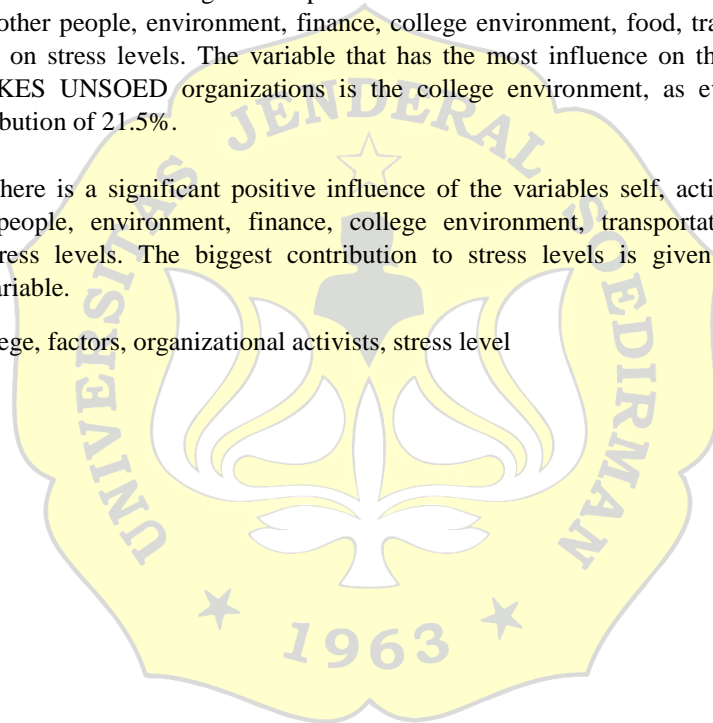 other people, environment, finance, college environment, food, tra
on stress levels. The variable that has the most influence on th
KES UNSOED organizations is the college environment, as ev
bution of 21.5%.
here is a significant positive influence of the variables self, acti
people, environment, finance, college environment, transportat
ress levels. The biggest contribution to stress levels is given
ariable.
ege, factors, organizational activists, stress level
UNIVERSITAS JENDERAL SOEDIRMAN
1963